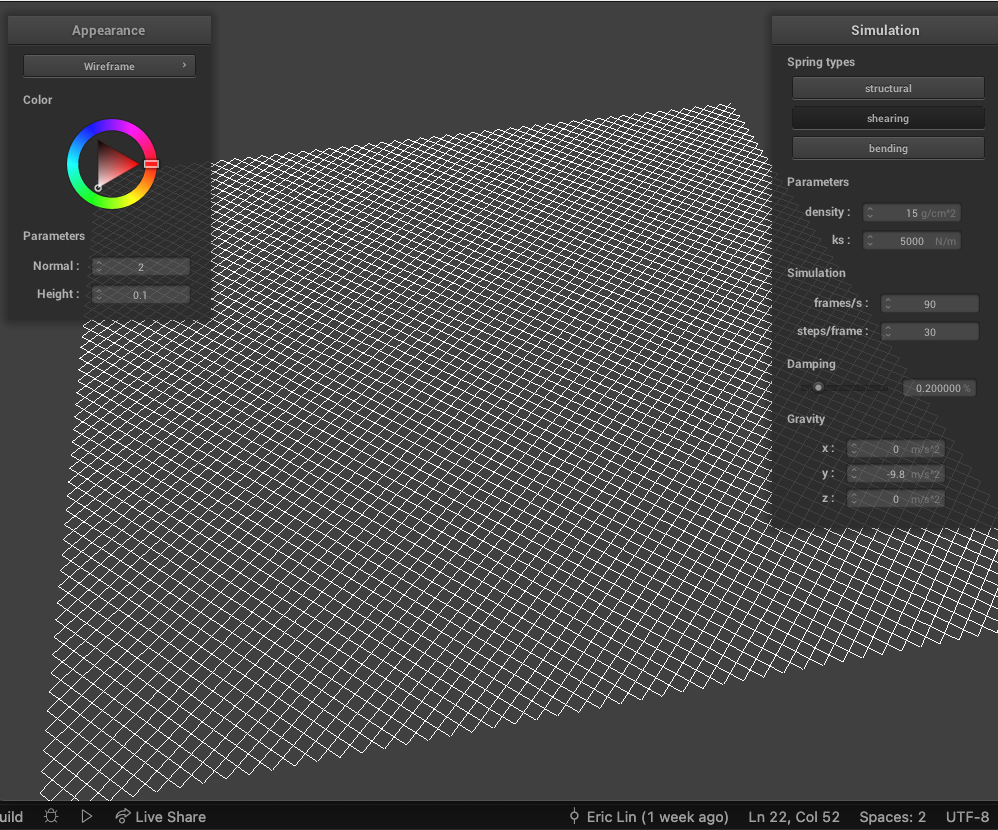 Appearance
Wireframe
Color
Parameters
Normal : 2
Height : 0.1
Simulation
Spring types
structural
shearing
bending
Parameters
density : 15 g/cm^2
ks : 5000 N/m
Simulation
frames/s : 90
steps/frame : 30
Damping
0.200000 %
Gravity
x : 0 m/s^2
y : -9.8 m/s^2
z : 0 m/s^2
uild Live Share Eric Lin (1 week ago) Ln 22, Col 52 Spaces: 2 UTF-8